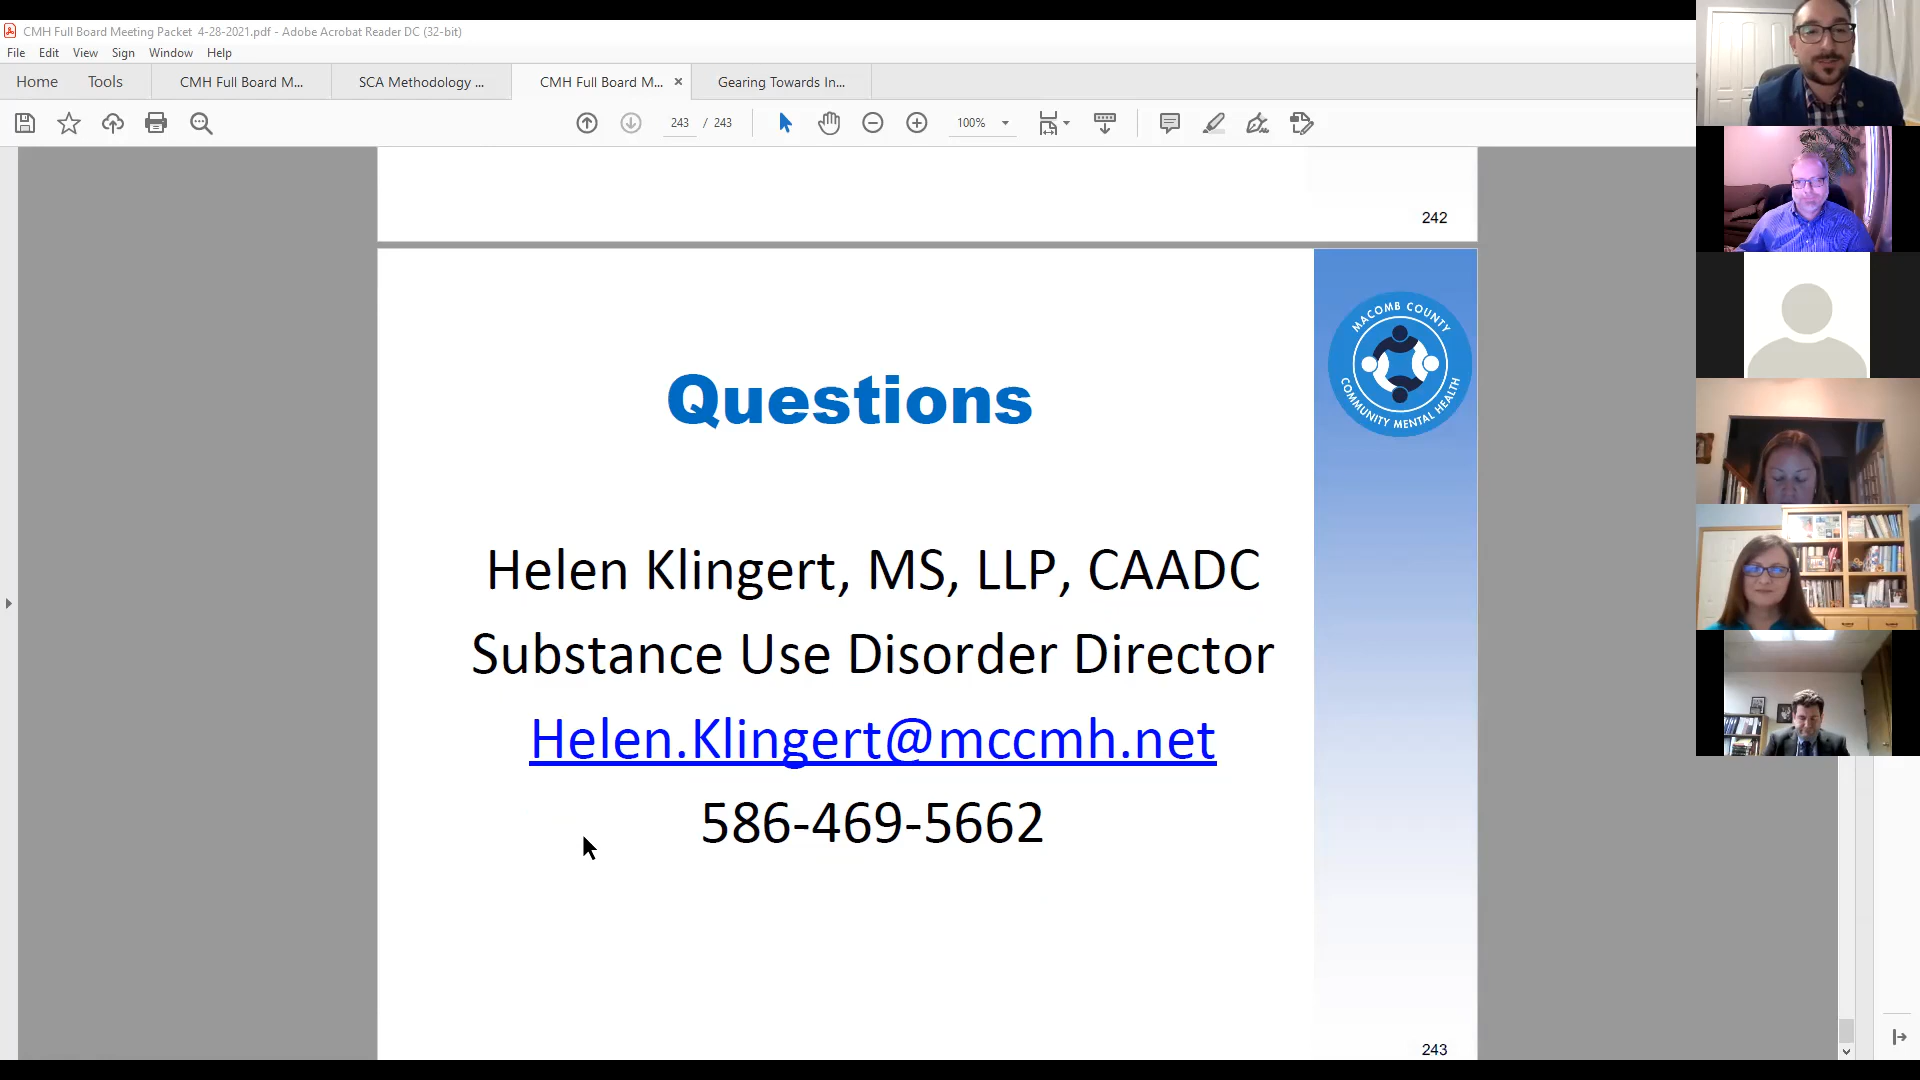 CMH Full Board Meeting Packet 4-28-2021.pdf - Adobe Acrobat Reader DC (32-bit)
File Edit View Sign Window Help
Home Tools CMH Full Board M... SCA Methodology ... CMH Full Board M... × Gearing Towards In...
243 / 243 100%
242
MACOMB COUNTY
COMMUNITY MENTAL HEALTH
Questions
Helen Klingert, MS, LLP, CAADC
Substance Use Disorder Director
Helen.Klingert@mccmh.net
586-469-5662
243